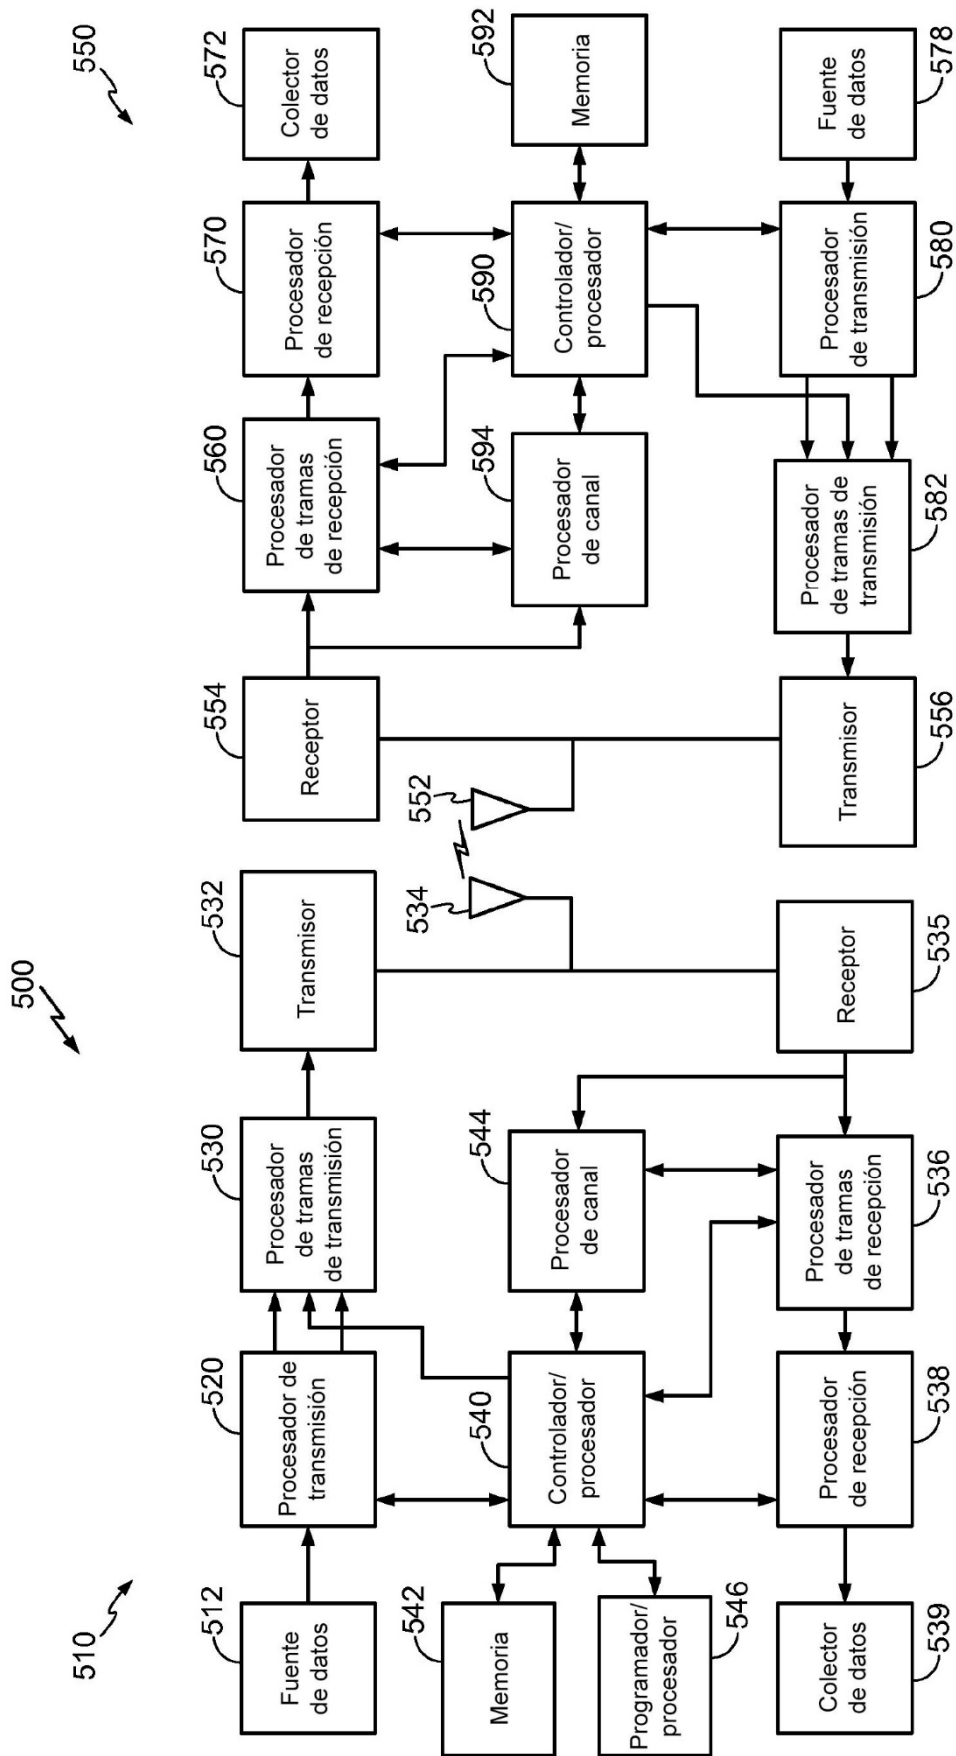 500
510
550
512
Fuente
de datos
520
Procesador de
transmisión
530
Procesador
de tramas
de transmisión
532
Transmisor
554
Receptor
560
Procesador
de tramas
de recepción
570
Procesador
de recepción
572
Colector
de datos
542
Memoria
546
Programador/
procesador
540
Controlador/
procesador
544
Procesador
de canal
534
552
594
Procesador
de canal
590
Controlador/
procesador
592
Memoria
539
Colector
de datos
538
Procesador
de recepción
536
Procesador
de tramas
de recepción
535
Receptor
556
Transmisor
582
Procesador
de tramas de
transmisión
580
Procesador
de transmisión
578
Fuente
de datos